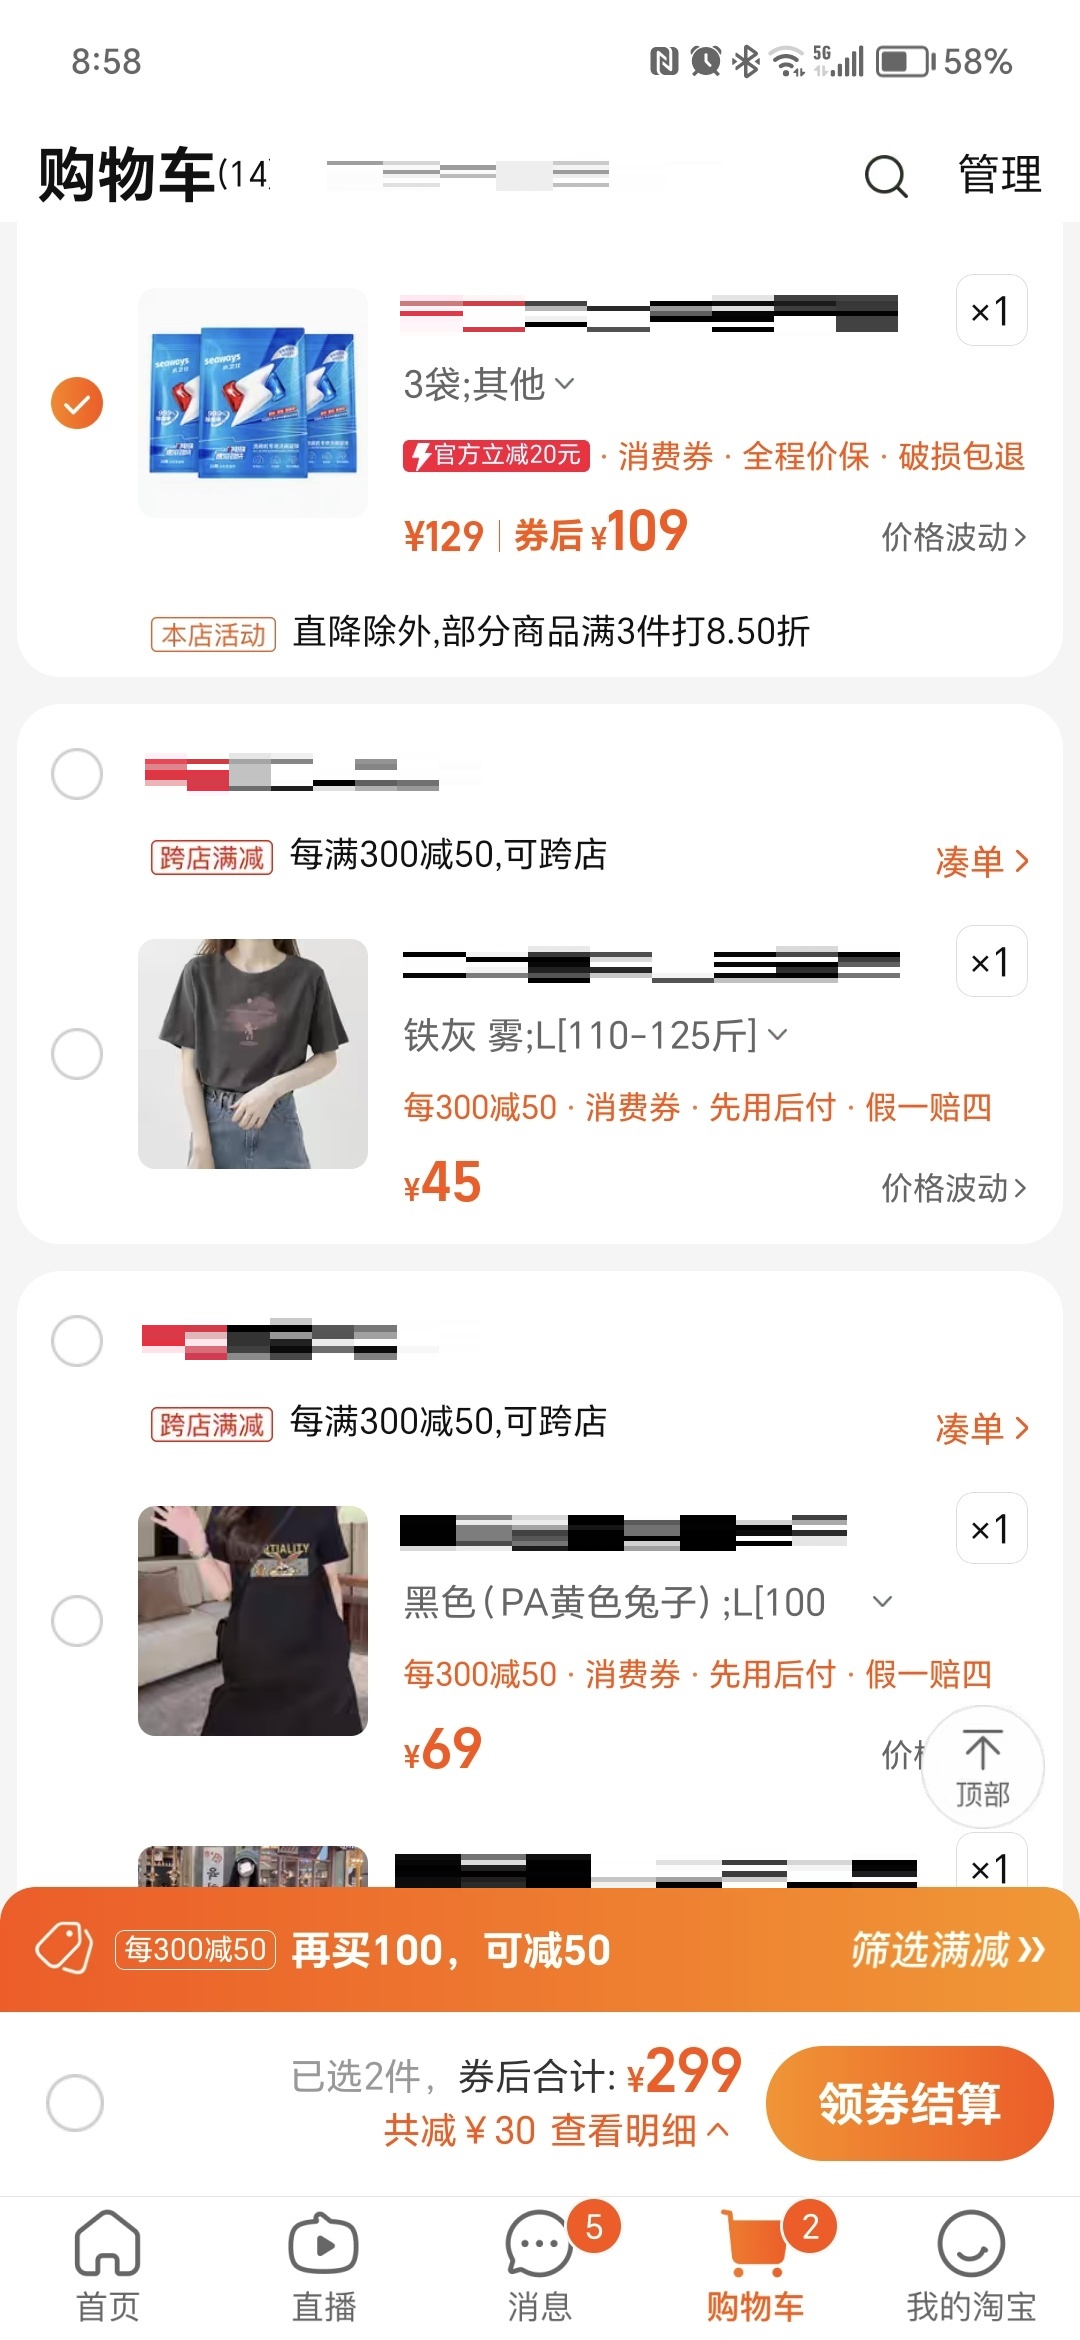 8:58
5G
58%
购物车(14)
管理
seaways
seaways
×1
3袋;其他
官方立减20元 · 消费券 · 全程价保 · 破损包退
¥129 券后 ¥109
价格波动>
本店活动 直降除外,部分商品满3件打8.50折
跨店满减 每满300减50,可跨店
凑单 >
×1
铁灰 雾;L[110-125斤]
每300减50 · 消费券 · 先用后付 · 假一赔四
¥45
价格波动>
跨店满减 每满300减50,可跨店
凑单 >
TIALITY
×1
黑色(PA黄色兔子);L[100
每300减50 · 消费券 · 先用后付 · 假一赔四
¥69
价格
顶部
×1
每300减50 再买100，可减50
筛选满减
已选2件，券后合计: ¥299
共减¥30 查看明细
领券结算
首页
直播
5
消息
2
购物车
我的淘宝